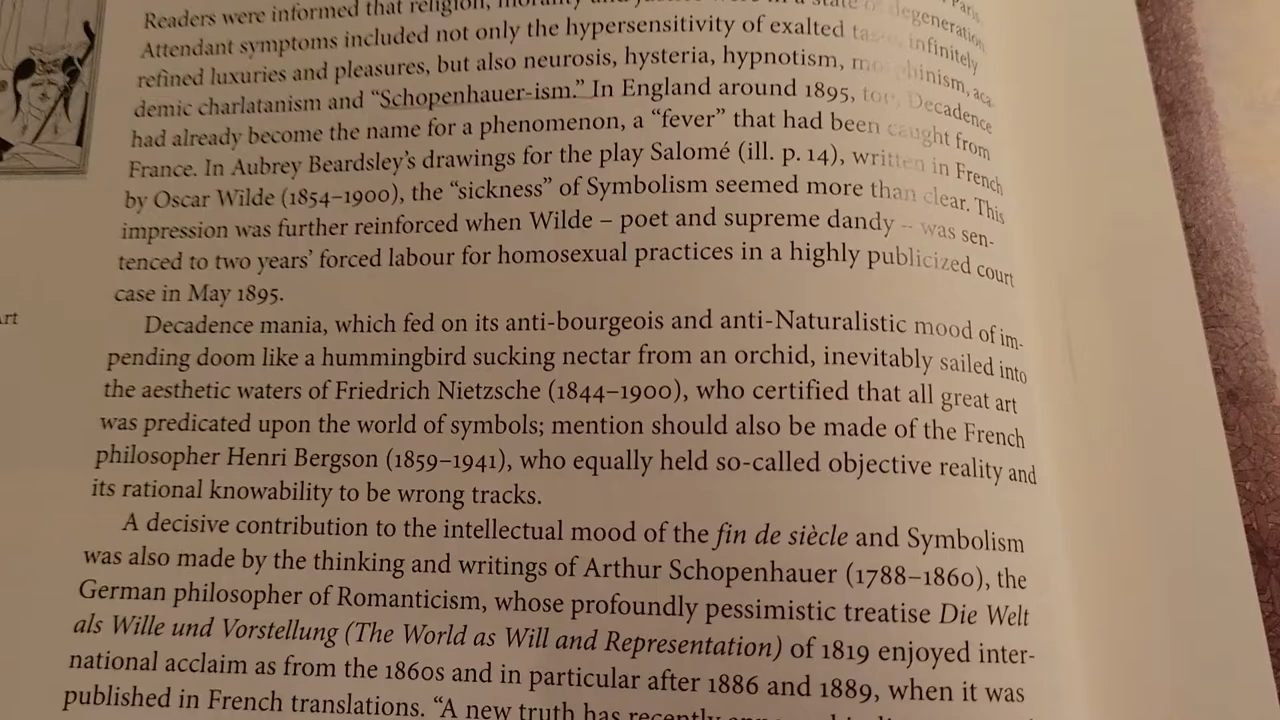 Paris,
Readers were informed that religion, morality and justice were in a state of degeneration.
Attendant symptoms included not only the hypersensitivity of exalted tastes, infinitely
refined luxuries and pleasures, but also neurosis, hysteria, hypnotism, morphinism, aca-
demic charlatanism and “Schopenhauer-ism.” In England around 1895, too, Decadence
had already become the name for a phenomenon, a “fever” that had been caught from
France. In Aubrey Beardsley’s drawings for the play Salomé (ill. p. 14), written in French
by Oscar Wilde (1854–1900), the “sickness” of Symbolism seemed more than clear. This
impression was further reinforced when Wilde – poet and supreme dandy – was sen-
tenced to two years’ forced labour for homosexual practices in a highly publicized court
case in May 1895.
Art
Decadence mania, which fed on its anti-bourgeois and anti-Naturalistic mood of im-
pending doom like a hummingbird sucking nectar from an orchid, inevitably sailed into
the aesthetic waters of Friedrich Nietzsche (1844–1900), who certified that all great art
was predicated upon the world of symbols; mention should also be made of the French
philosopher Henri Bergson (1859–1941), who equally held so-called objective reality and
its rational knowability to be wrong tracks.
A decisive contribution to the intellectual mood of the fin de siècle and Symbolism
was also made by the thinking and writings of Arthur Schopenhauer (1788–1860), the
German philosopher of Romanticism, whose profoundly pessimistic treatise Die Welt
als Wille und Vorstellung (The World as Will and Representation) of 1819 enjoyed inter-
national acclaim as from the 1860s and in particular after 1886 and 1889, when it was
published in French translations. “A new truth has recently